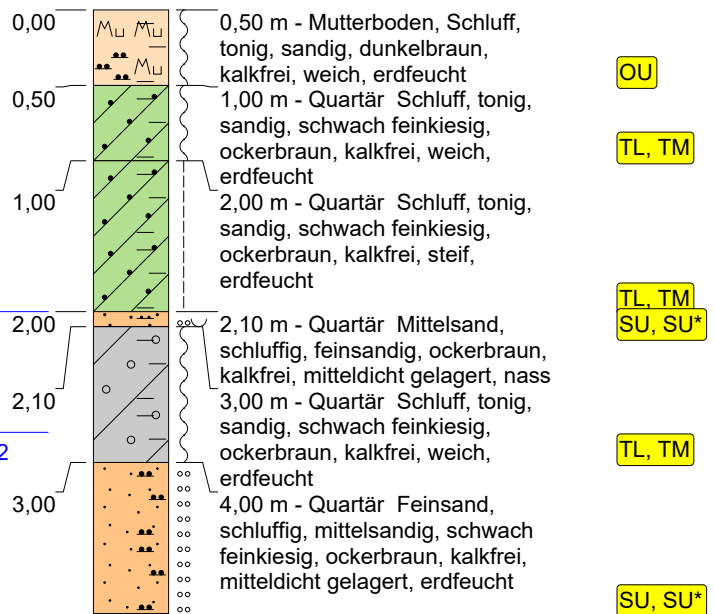 0,00
0,50 m - Mutterboden, Schluff,
tonig, sandig, dunkelbraun,
kalkfrei, weich, erdfeucht
OU
Mu
Mu
0,50
1,00 m - Quartär Schluff, tonig,
sandig, schwach feinkiesig,
ockerbraun, kalkfrei, weich,
erdfeucht
TL, TM
1,00
2,00 m - Quartär Schluff, tonig,
sandig, schwach feinkiesig,
ockerbraun, kalkfrei, steif,
erdfeucht
TL, TM
2,00
2,10 m - Quartär Mittelsand,
schluffig, feinsandig, ockerbraun,
kalkfrei, mitteldicht gelagert, nass
SU, SU*
2,10
3,00 m - Quartär Schluff, tonig,
sandig, schwach feinkiesig,
ockerbraun, kalkfrei, weich,
erdfeucht
TL, TM
2
3,00
4,00 m - Quartär Feinsand,
schluffig, mittelsandig, schwach
feinkiesig, ockerbraun, kalkfrei,
mitteldicht gelagert, erdfeucht
SU, SU*